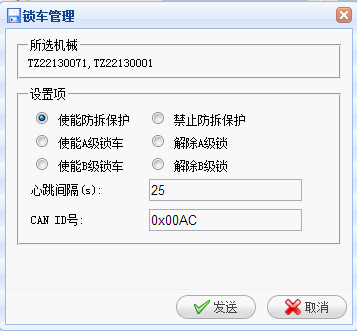 锁车管理
所选机械
TZ22130071,TZ22130001
设置项
使能防拆保护 禁止防拆保护
使能A级锁车 解除A级锁
使能B级锁车 解除B级锁
心跳间隔(s): 25
CAN ID号: 0x00AC
发送 取消